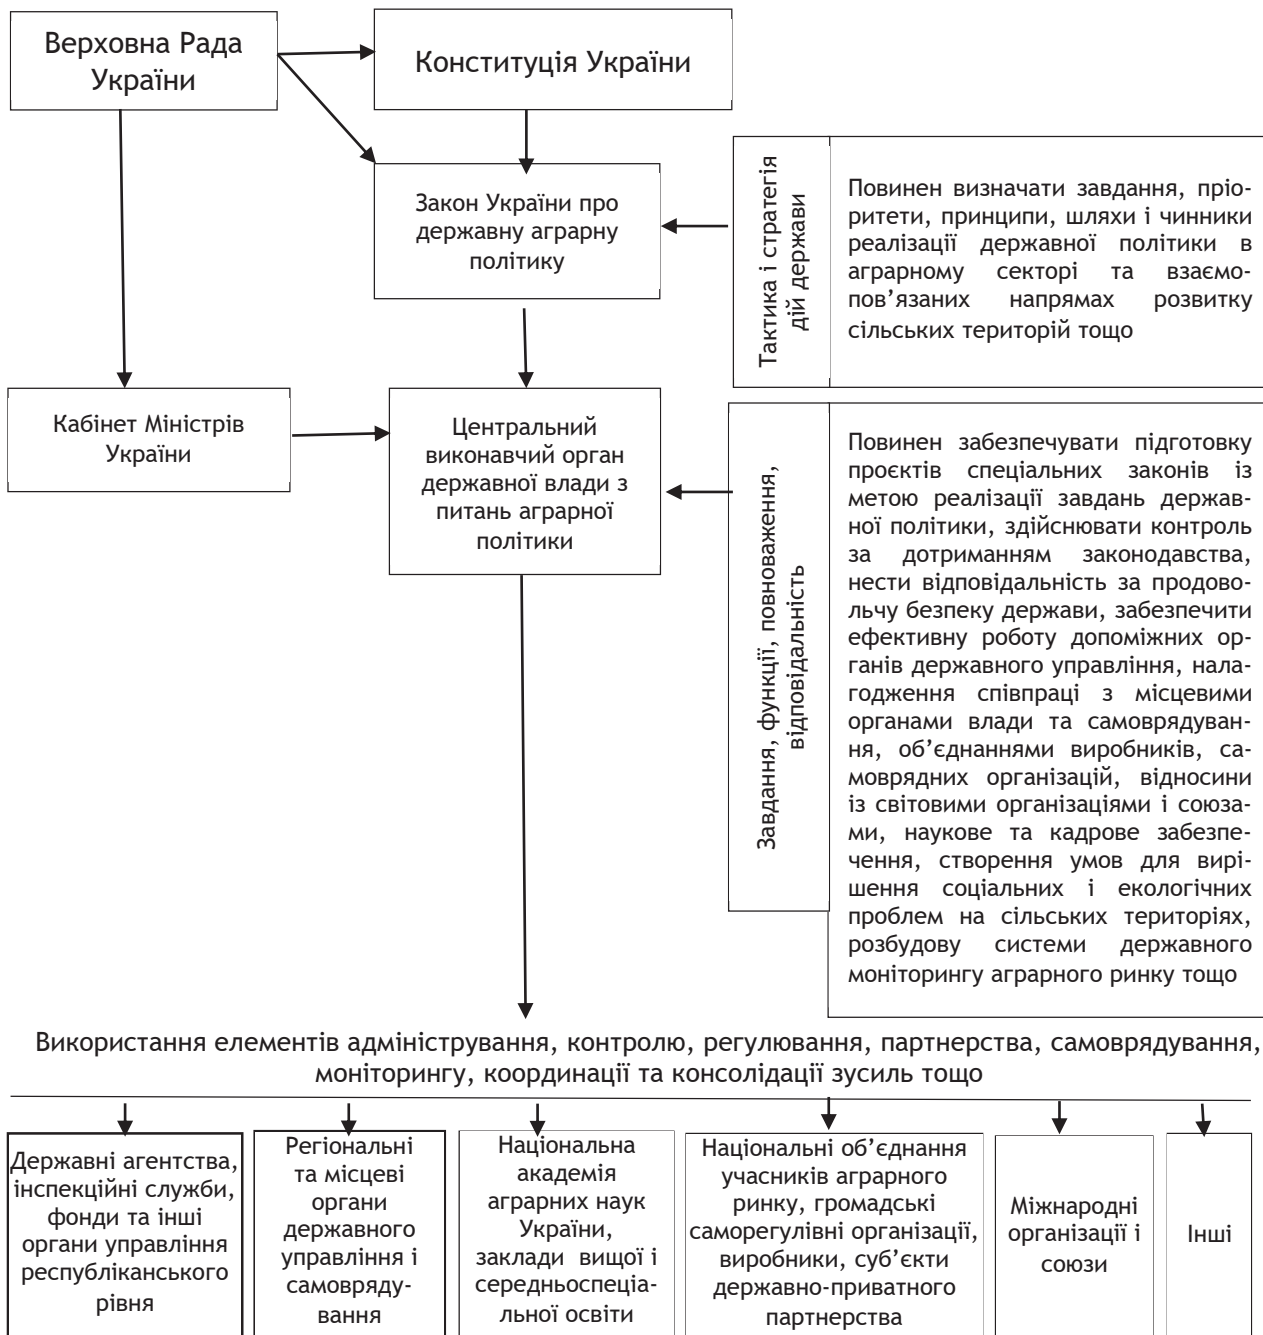 Верховна Рада
України
Конституція України
Закон України про
державну аграрну
політику
Тактика і стратегія
дій держави
Повинен визначати завдання, пріо-
ритети, принципи, шляхи і чинники
реалізації державної політики в
аграрному секторі та взаємо-
пов’язаних напрямах розвитку
сільських територій тощо
Кабінет Міністрів
України
Центральний
виконавчий орган
державної влади з
питань аграрної
політики
Завдання, функції, повноваження,
відповідальність
Повинен забезпечувати підготовку
проєктів спеціальних законів із
метою реалізації завдань держав-
ної політики, здійснювати контроль
за дотриманням законодавства,
нести відповідальність за продово-
льчу безпеку держави, забезпечити
ефективну роботу допоміжних ор-
ганів державного управління, нала-
годження співпраці з місцевими
органами влади та самоврядуван-
ня, об’єднаннями виробників, са-
моврядних організацій, відносини
із світовими організаціями і союза-
ми, наукове та кадрове забезпе-
чення, створення умов для вирі-
шення соціальних і екологічних
проблем на сільських територіях,
розбудову системи державного
моніторингу аграрного ринку тощо
Використання елементів адміністрування, контролю, регулювання, партнерства, самоврядування,
моніторингу, координації та консолідації зусиль тощо
Державні агентства,
інспекційні служби,
фонди та інші
органи управління
республіканського
рівня
Регіональні
та місцеві
органи
державного
управління і
самовряду-
вання
Національна
академія
аграрних наук
України,
заклади вищої і
середньоспеціа-
льної освіти
Національні об’єднання
учасників аграрного
ринку, громадські
саморегулівні організації,
виробники, суб’єкти
державно-приватного
партнерства
Міжнародні
організації і
союзи
Інші